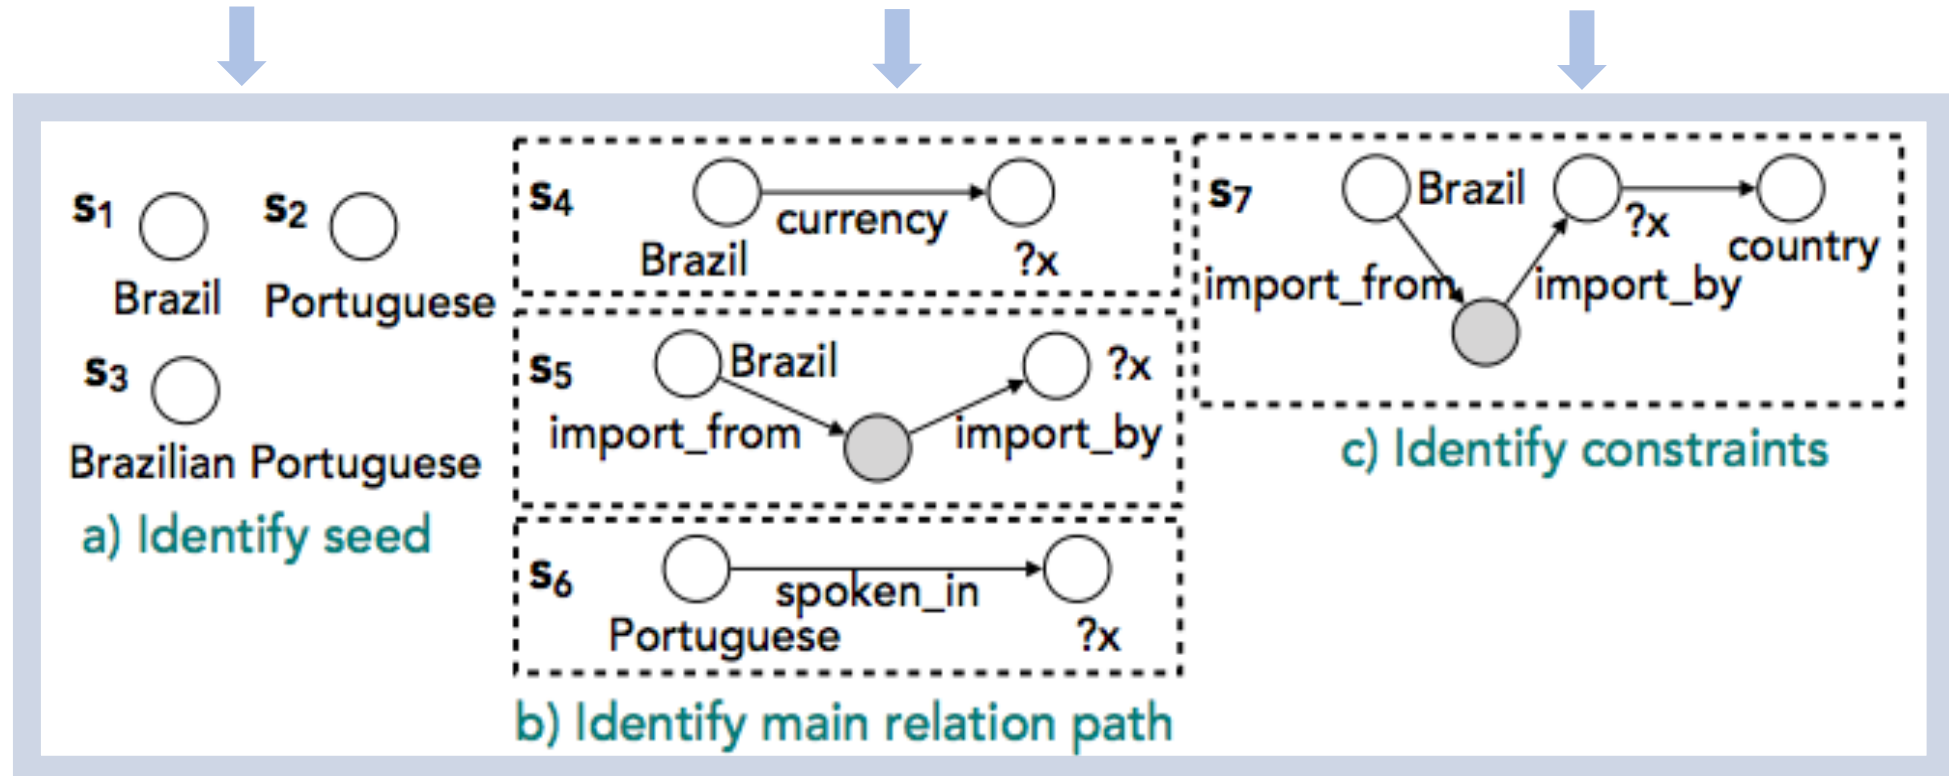 s1
Brazil
s2
Portuguese
s3
Brazilian Portuguese
a) Identify seed
s4
currency
Brazil
?x
s5
Brazil
?x
import_from
import_by
s6
spoken_in
Portuguese
?x
b) Identify main relation path
s7
Brazil
?x
country
import_from
import_by
c) Identify constraints